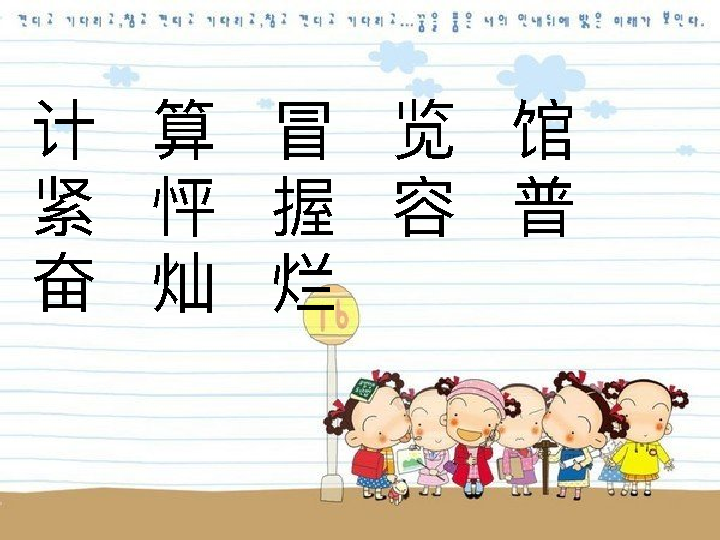 견디고 기다리고,참고 견디고 기다리고,참고 견디고 기다리고...꿈을 품은 너의 인내뒤에 밝은 미래가 보인다.
计 算 冒 览 馆
紧 怦 握 容 普
奋 灿 烂
16